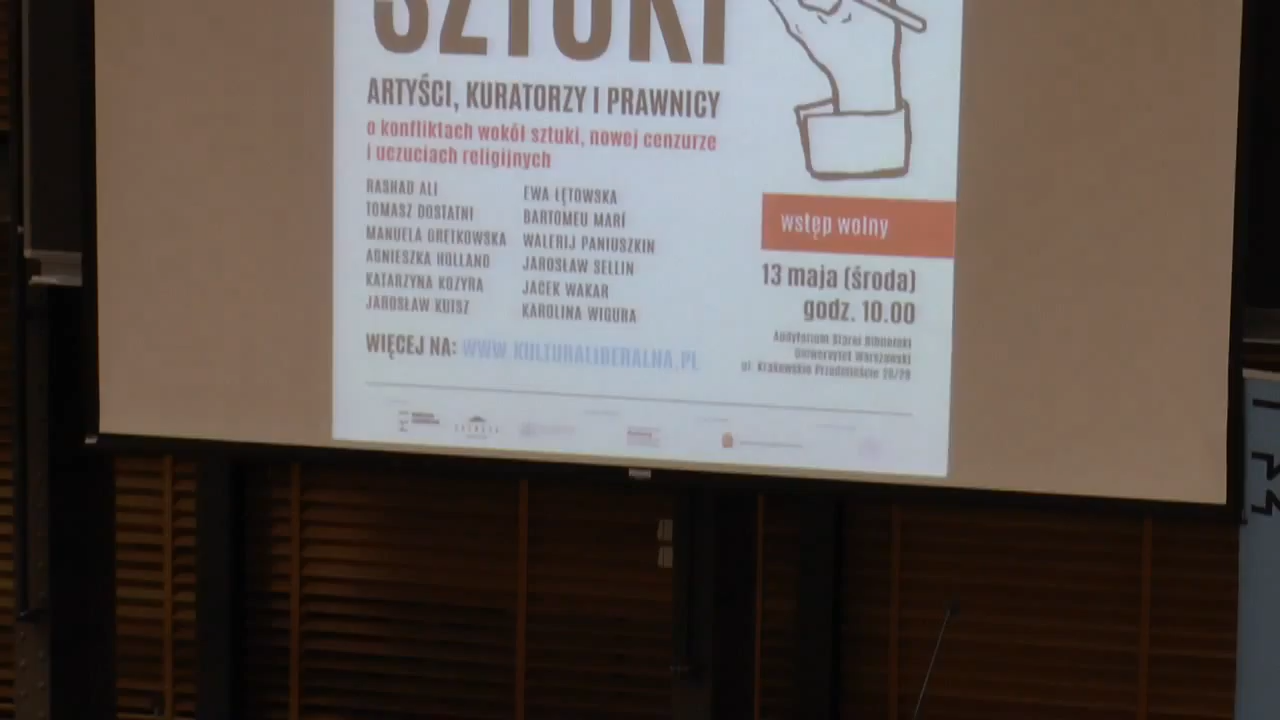 SZTUKI
ARTYŚCI, KURATORZY I PRAWNICY
o konfliktach wokół sztuki, nowej cenzurze
i uczuciach religijnych
RASHAD ALI
TOMASZ DOSTATNI
MANUELA GRETKOWSKA
AGNIESZKA HOLLAND
KATARZYNA KOZYRA
JAROSŁAW KUISZ
EWA ŁĘTOWSKA
BARTOMEU MARÍ
WALERIJ PANIUSZKIN
JAROSŁAW SELLIN
JACEK WAKAR
KAROLINA WIGURA
WIĘCEJ NA: WWW.KULTURALIBERALNA.PL
wstęp wolny
13 maja (środa)
godz. 10.00
Audytorium Starej Biblioteki
Uniwersytet Warszawski
ul. Krakowskie Przedmieście 26/28